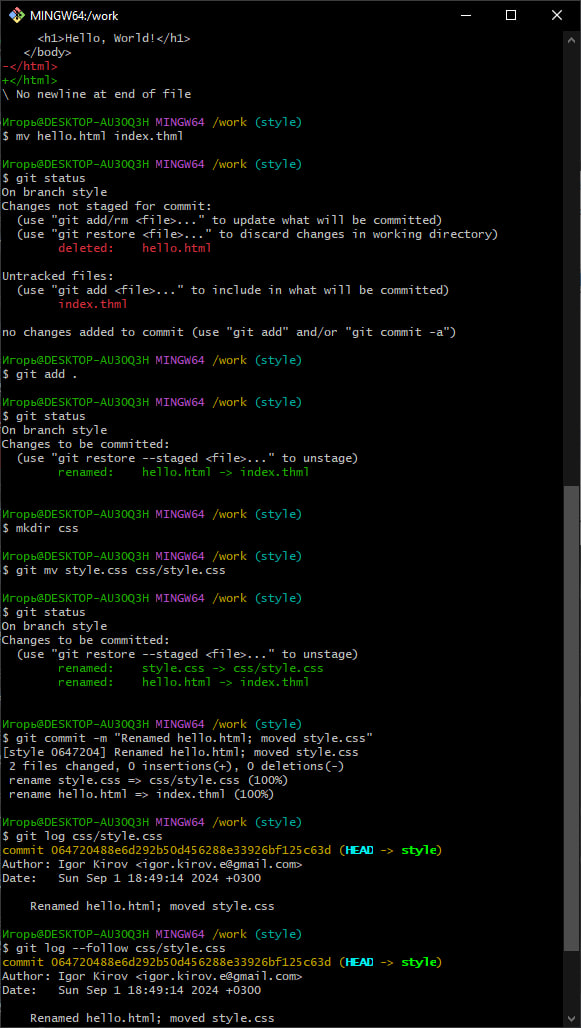 MINGW64:/work
<h1>Hello, World!</h1>
</body>
-</html>
+</html>
\ No newline at end of file
Игорь@DESKTOP-AU3OQ3H MINGW64 /work (style)
$ mv hello.html index.thml
Игорь@DESKTOP-AU3OQ3H MINGW64 /work (style)
$ git status
On branch style
Changes not staged for commit:
(use "git add/rm <file>..." to update what will be committed)
(use "git restore <file>..." to discard changes in working directory)
deleted: hello.html
Untracked files:
(use "git add <file>..." to include in what will be committed)
index.thml
no changes added to commit (use "git add" and/or "git commit -a")
Игорь@DESKTOP-AU3OQ3H MINGW64 /work (style)
$ git add .
Игорь@DESKTOP-AU3OQ3H MINGW64 /work (style)
$ git status
On branch style
Changes to be committed:
(use "git restore --staged <file>..." to unstage)
renamed: hello.html -> index.thml
Игорь@DESKTOP-AU3OQ3H MINGW64 /work (style)
$ mkdir css
Игорь@DESKTOP-AU3OQ3H MINGW64 /work (style)
$ git mv style.css css/style.css
Игорь@DESKTOP-AU3OQ3H MINGW64 /work (style)
$ git status
On branch style
Changes to be committed:
(use "git restore --staged <file>..." to unstage)
renamed: style.css -> css/style.css
renamed: hello.html -> index.thml
Игорь@DESKTOP-AU3OQ3H MINGW64 /work (style)
$ git commit -m "Renamed hello.html; moved style.css"
[style 0647204] Renamed hello.html; moved style.css
2 files changed, 0 insertions(+), 0 deletions(-)
rename style.css => css/style.css (100%)
rename hello.html => index.thml (100%)
Игорь@DESKTOP-AU3OQ3H MINGW64 /work (style)
$ git log css/style.css
commit 064720488e6d292b50d456288e33926bf125c63d (HEAD -> style)
Author: Igor Kirov <igor.kirov.e@gmail.com>
Date: Sun Sep 1 18:49:14 2024 +0300
Renamed hello.html; moved style.css
Игорь@DESKTOP-AU3OQ3H MINGW64 /work (style)
$ git log --follow css/style.css
commit 064720488e6d292b50d456288e33926bf125c63d (HEAD -> style)
Author: Igor Kirov <igor.kirov.e@gmail.com>
Date: Sun Sep 1 18:49:14 2024 +0300
Renamed hello.html; moved style.css